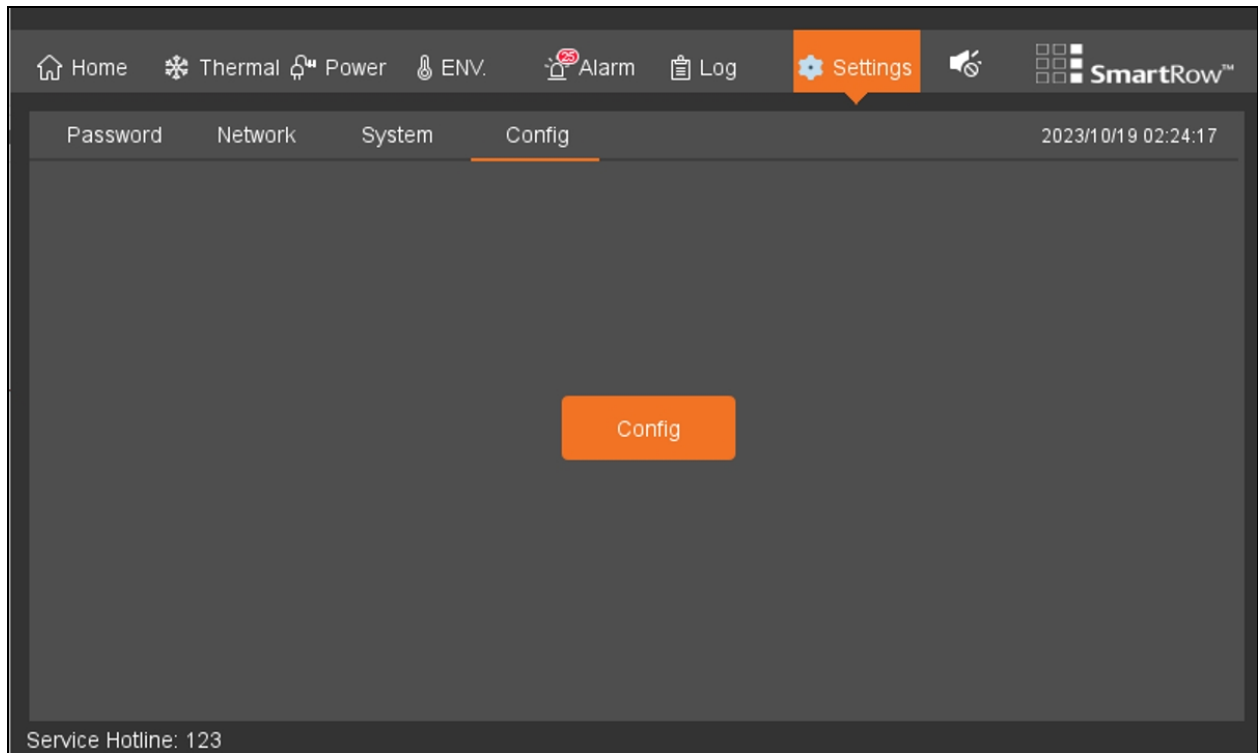 Home Thermal Power ENV. 25 Alarm Log Settings SmartRow™
Password Network System Config 2023/10/19 02:24:17
Config
Service Hotline: 123